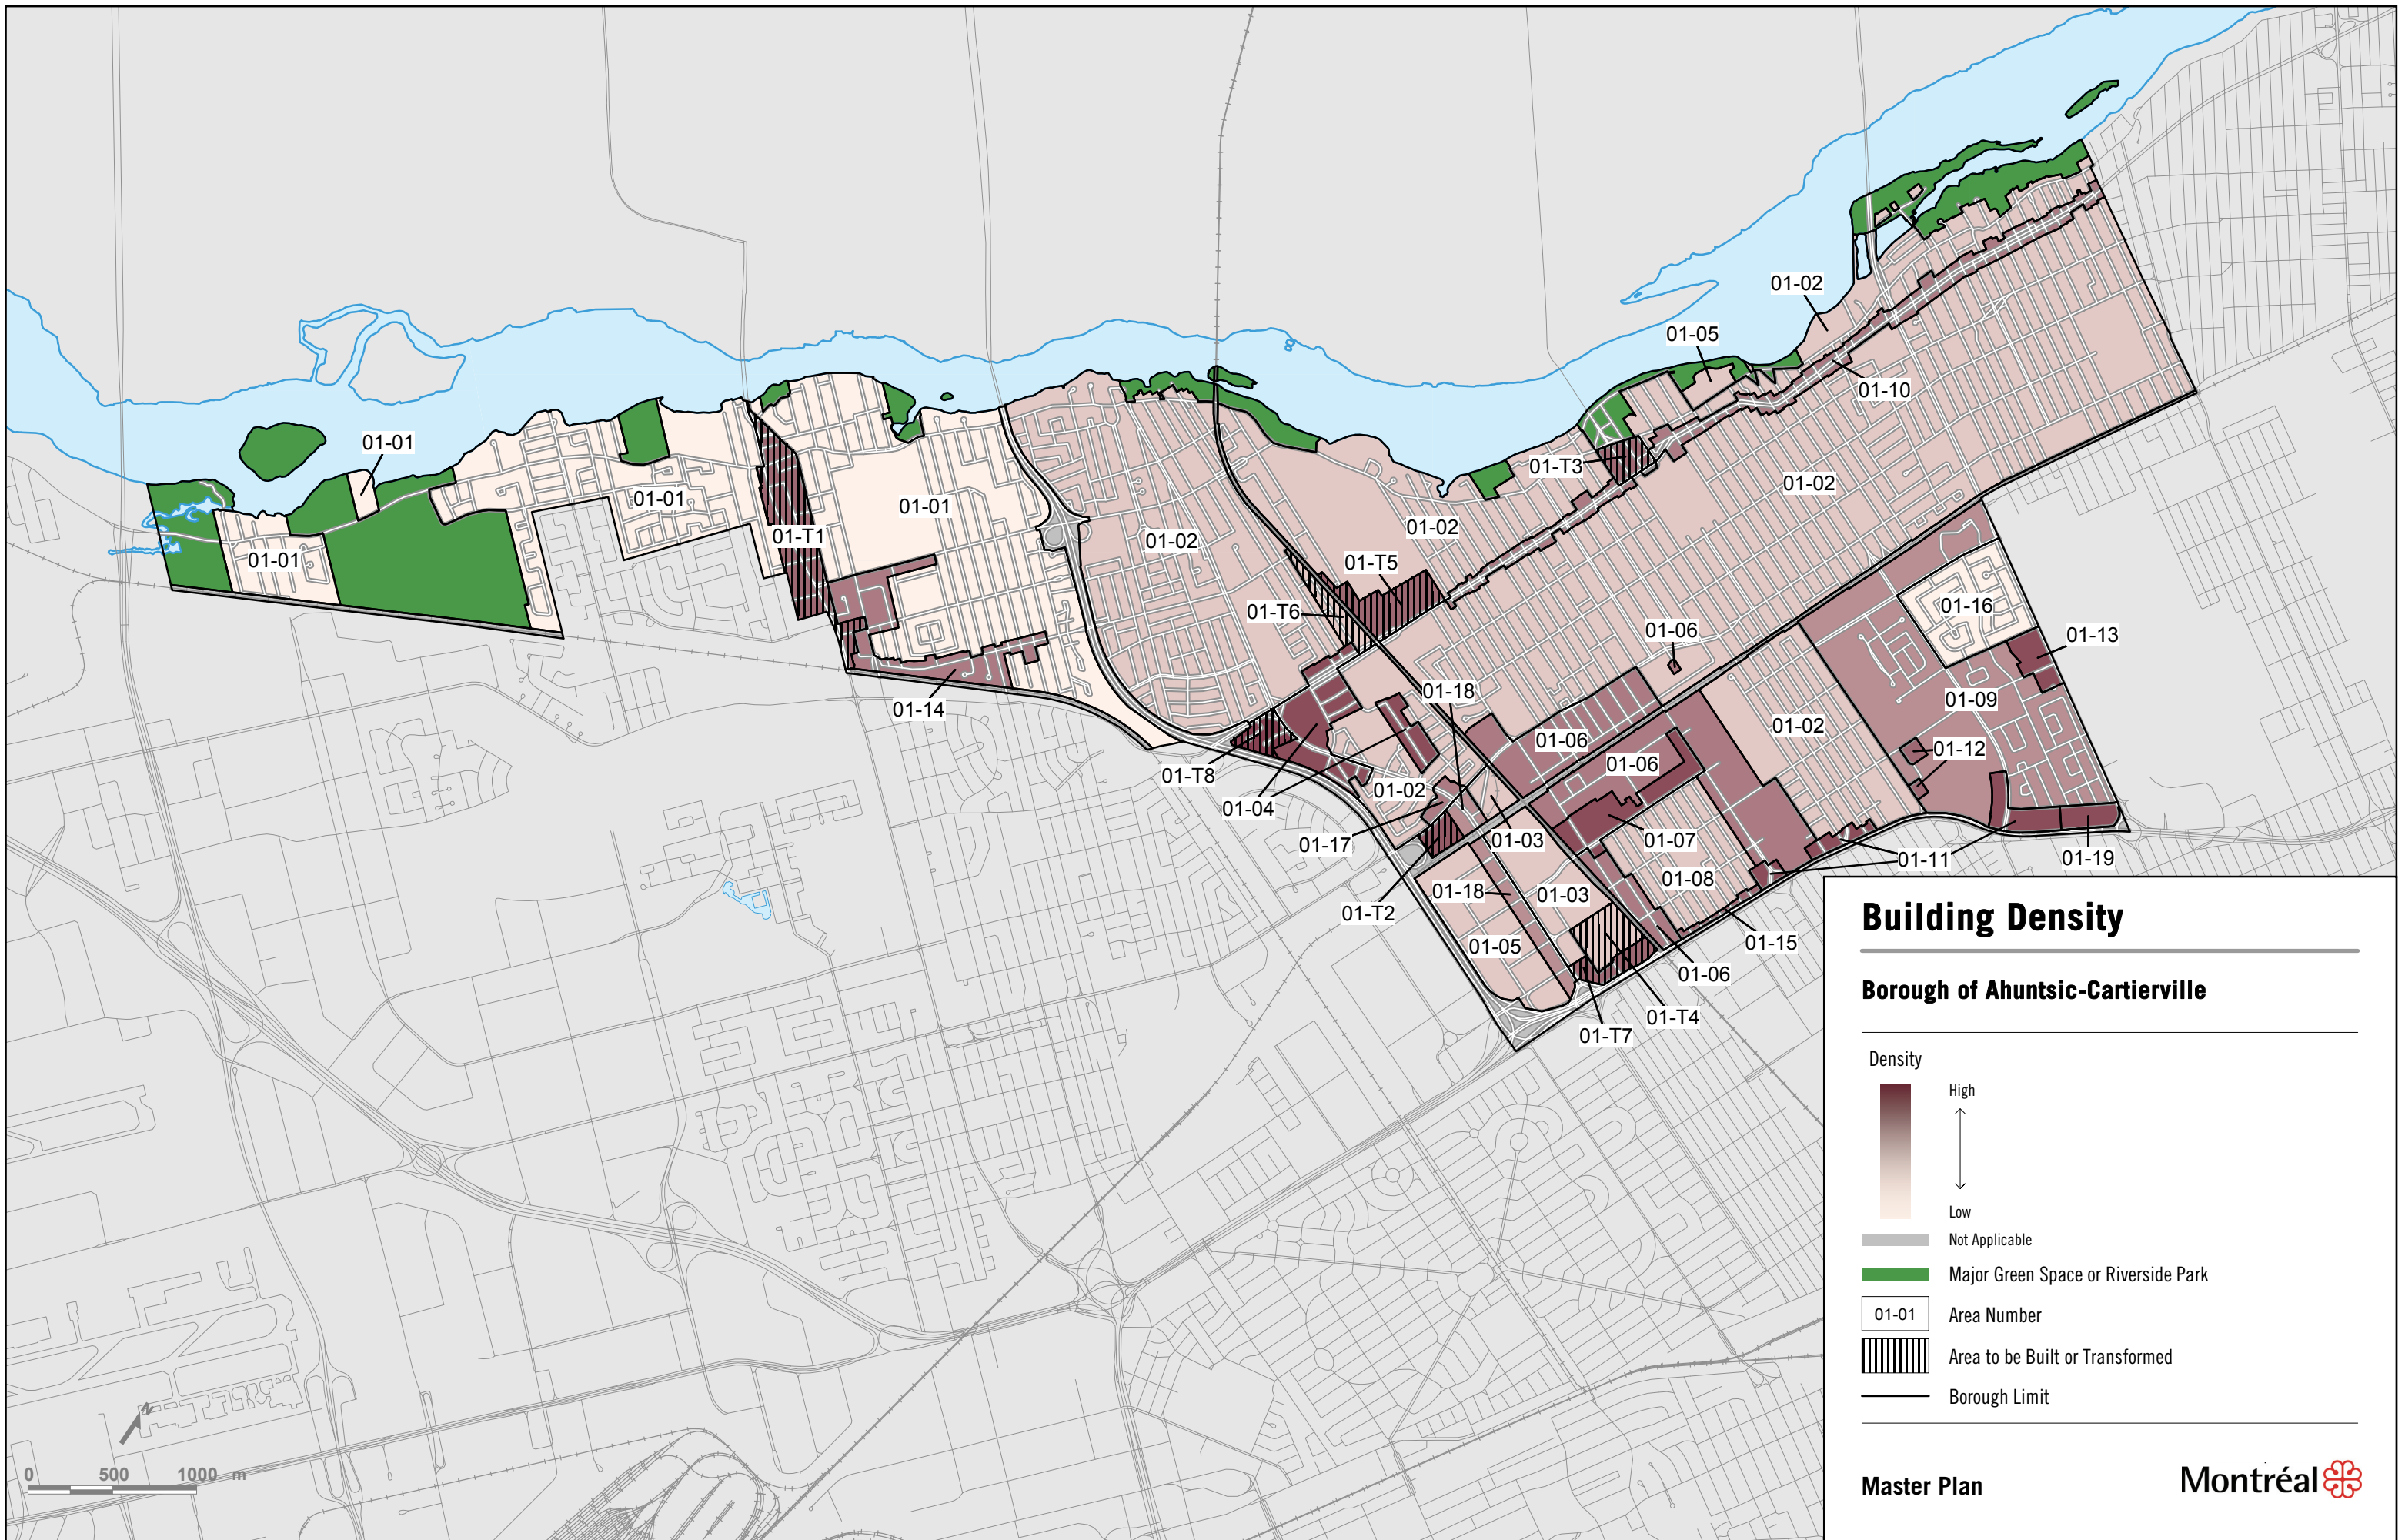 01-02
01-05
01-10
01-01
01-T3
01-02
01-01
01-01
01-02
01-02
01-T1
01-01
01-T5
01-16
01-T6
01-06
01-13
01-18
01-09
01-14
01-02
01-06
01-12
01-06
01-T8
01-02
01-04
01-03
01-07
01-17
01-11
01-19
01-08
01-18
01-03
01-T2
01-05
01-15
01-06
01-T4
01-T7
Building Density
Borough of Ahuntsic-Cartierville
Density
High
Low
Not Applicable
Major Green Space or Riverside Park
01-01 Area Number
Area to be Built or Transformed
Borough Limit
Master Plan
Montréal
N
0 500 1000 m